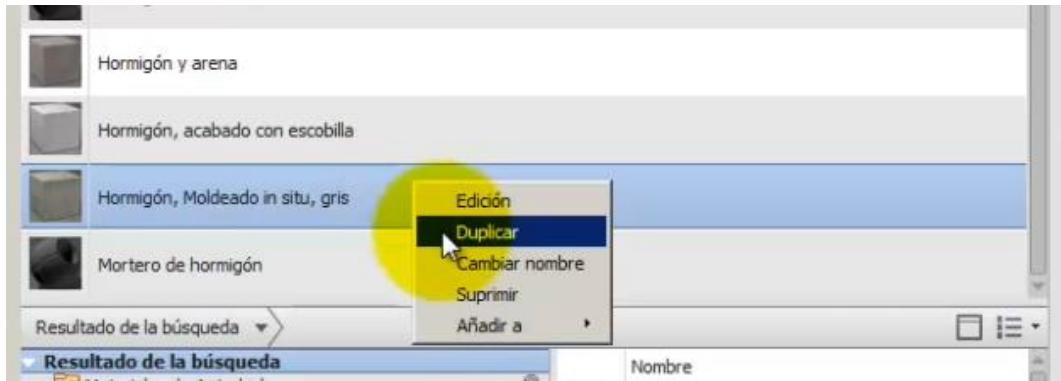 Hormigón y arena
Hormigón, acabado con escobilla
Hormigón, Moldeado in situ, gris
Edición
Duplicar
Cambiar nombre
Suprimir
Añadir a
Mortero de hormigón
Resultado de la búsqueda
Resultado de la búsqueda
Nombre